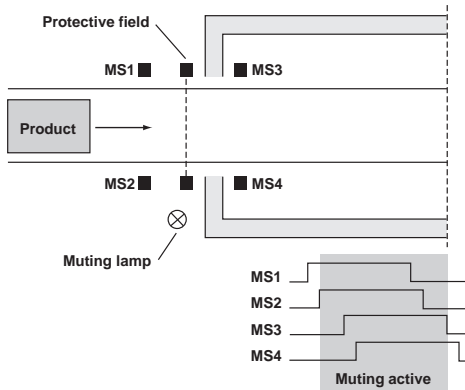 Protective field
MS1
MS3
Product
MS2
MS4
Muting lamp
MS1
MS2
MS3
MS4
Muting active